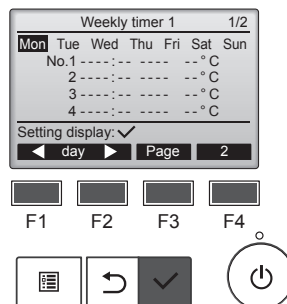 Weekly timer 1 1/2
Mon Tue Wed Thu Fri Sat Sun
No.1 - - - - : - - - - - - - - ° C
2 - - - - : - - - - - - - - ° C
3 - - - - : - - - - - - - - ° C
4 - - - - : - - - - - - - - ° C
Setting display: ✓
◀ day ▶ Page 2
F1 F2 F3 F4